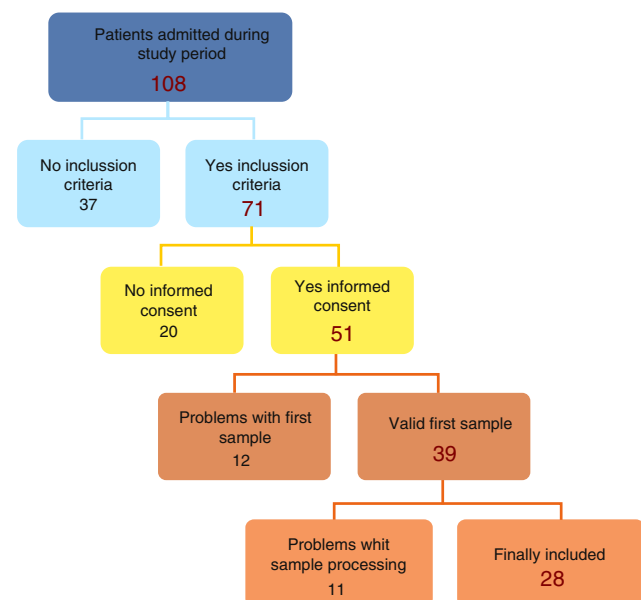 Patients admitted during
study period
108
No inclussion
criteria
37
Yes inclussion
criteria
71
No informed
consent
20
Yes informed
consent
51
Problems with first
sample
12
Valid first sample
39
Problems whit
sample processing
11
Finally included
28